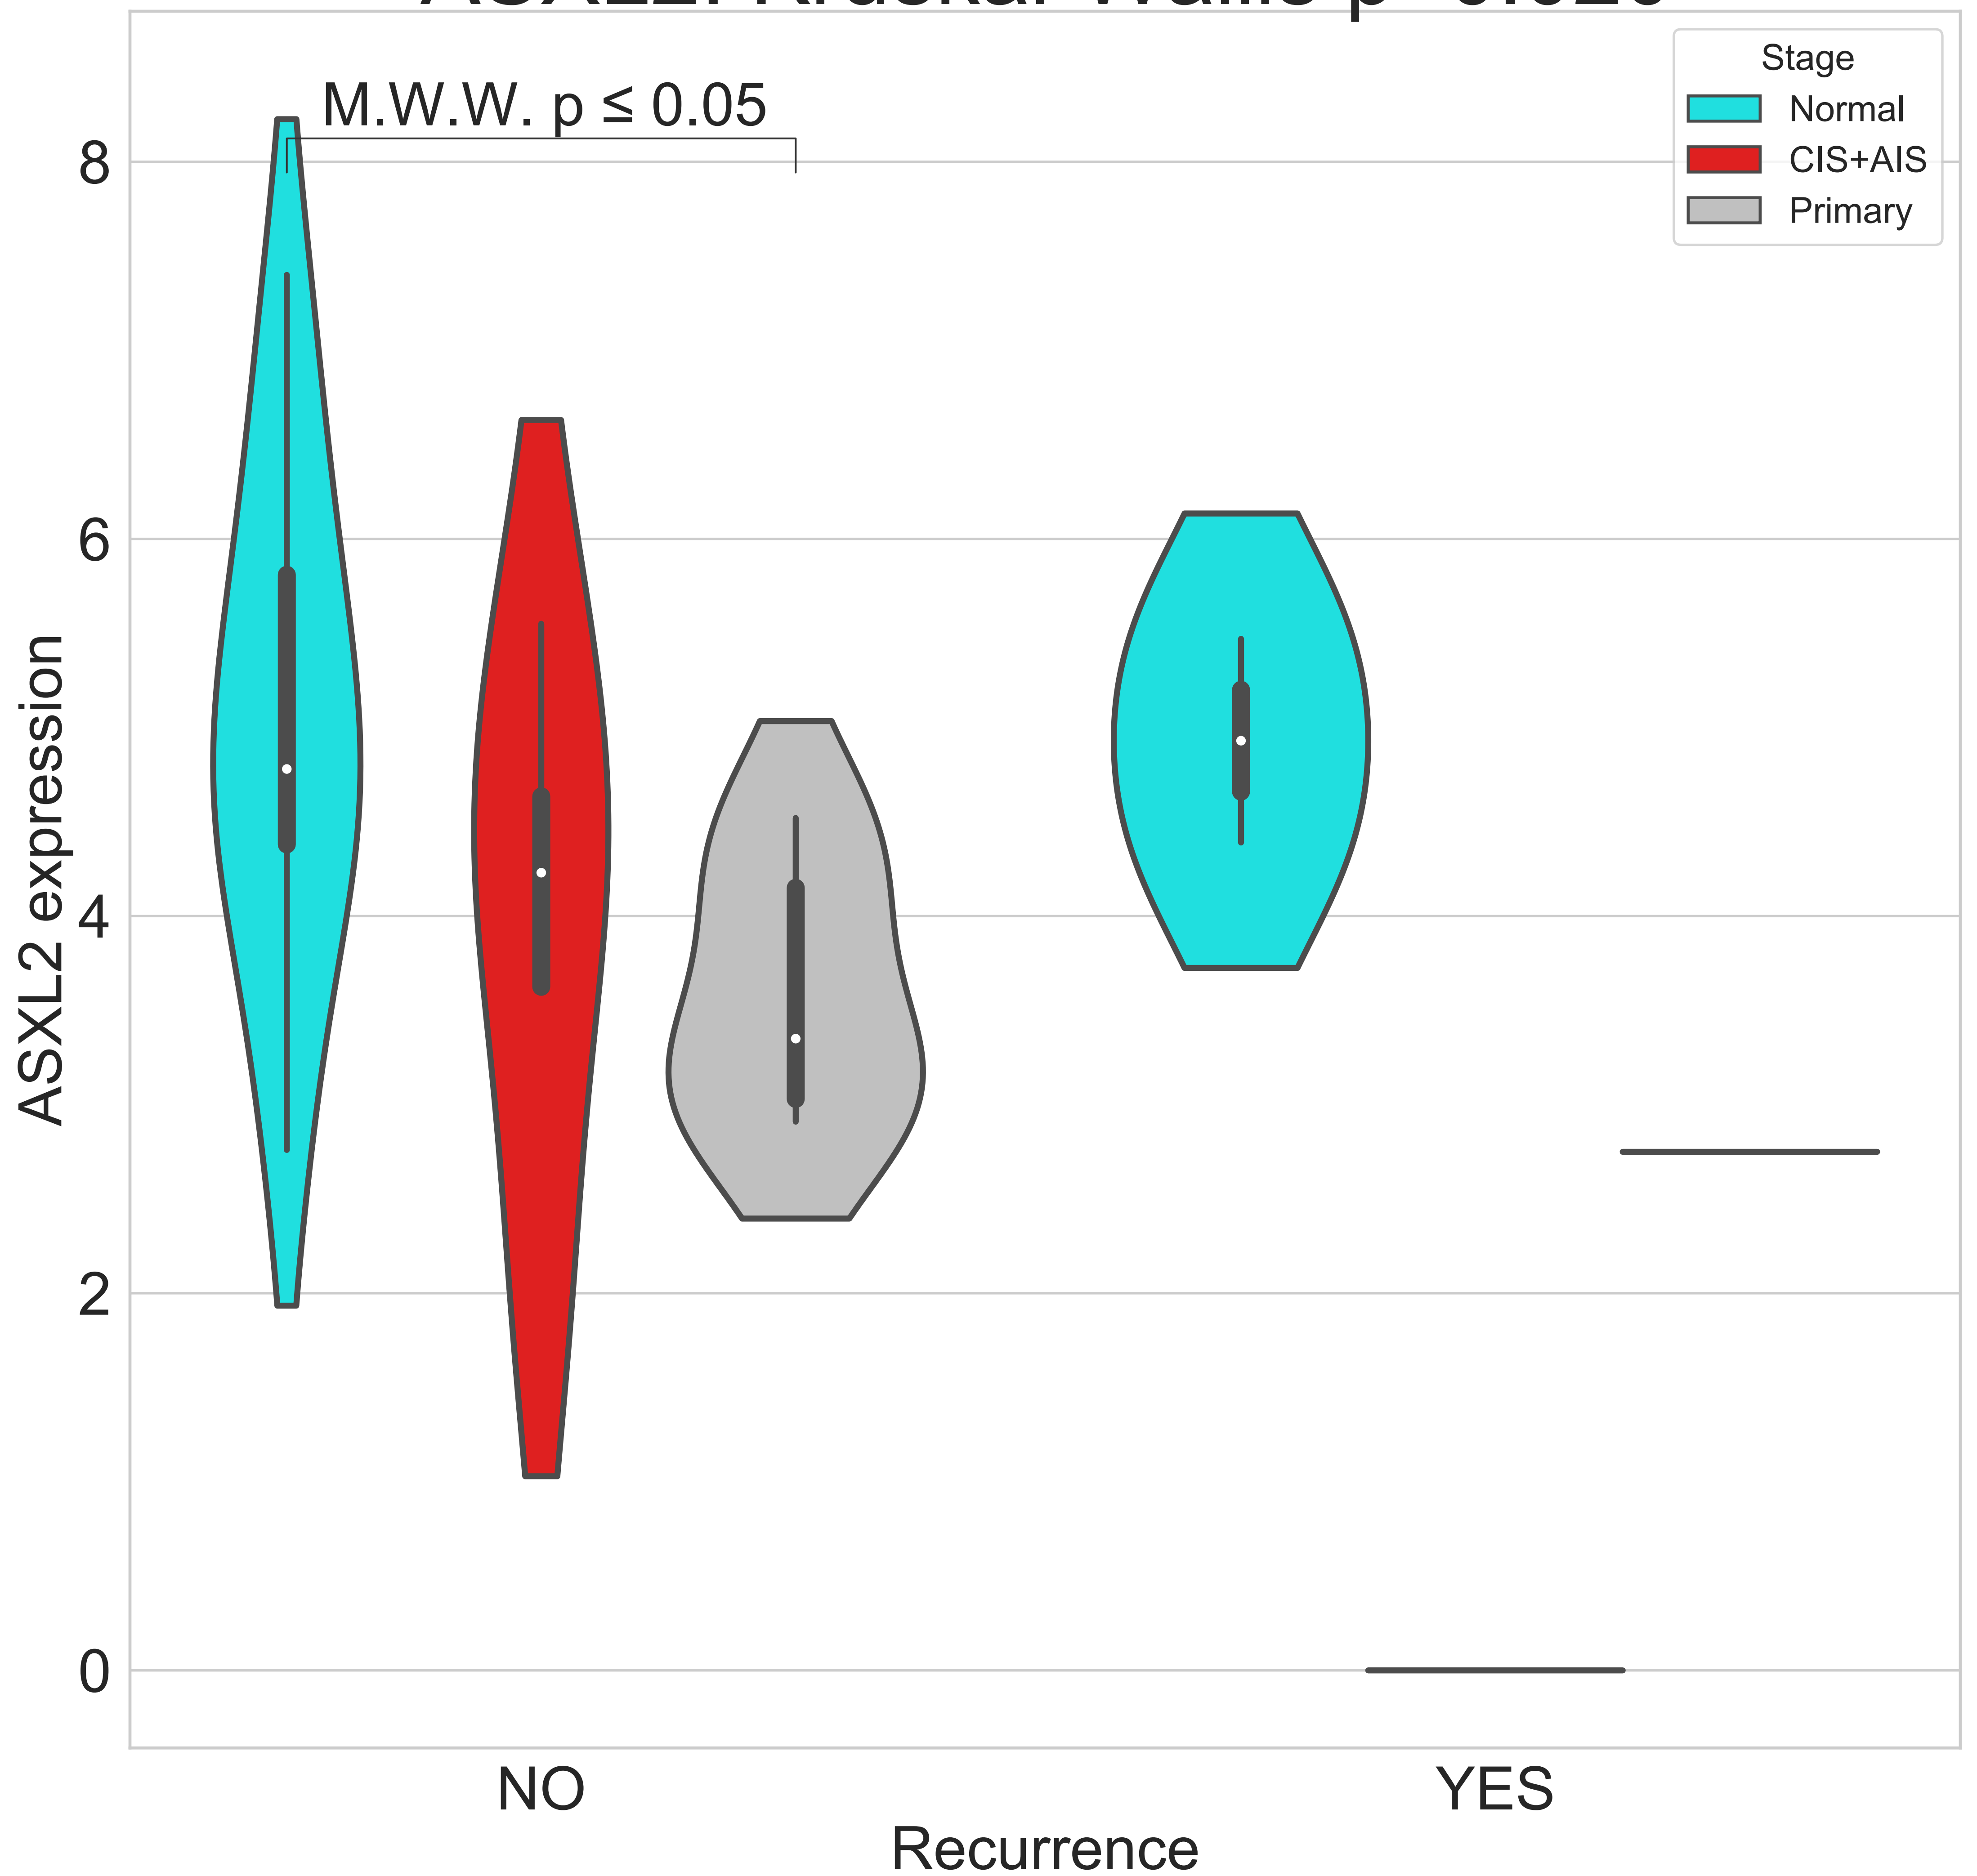 M.W.W. p ≤ 0.05
Stage
Normal
CIS+AIS
Primary
8
6
4
2
0
ASXL2 expression
NO
YES
Recurrence